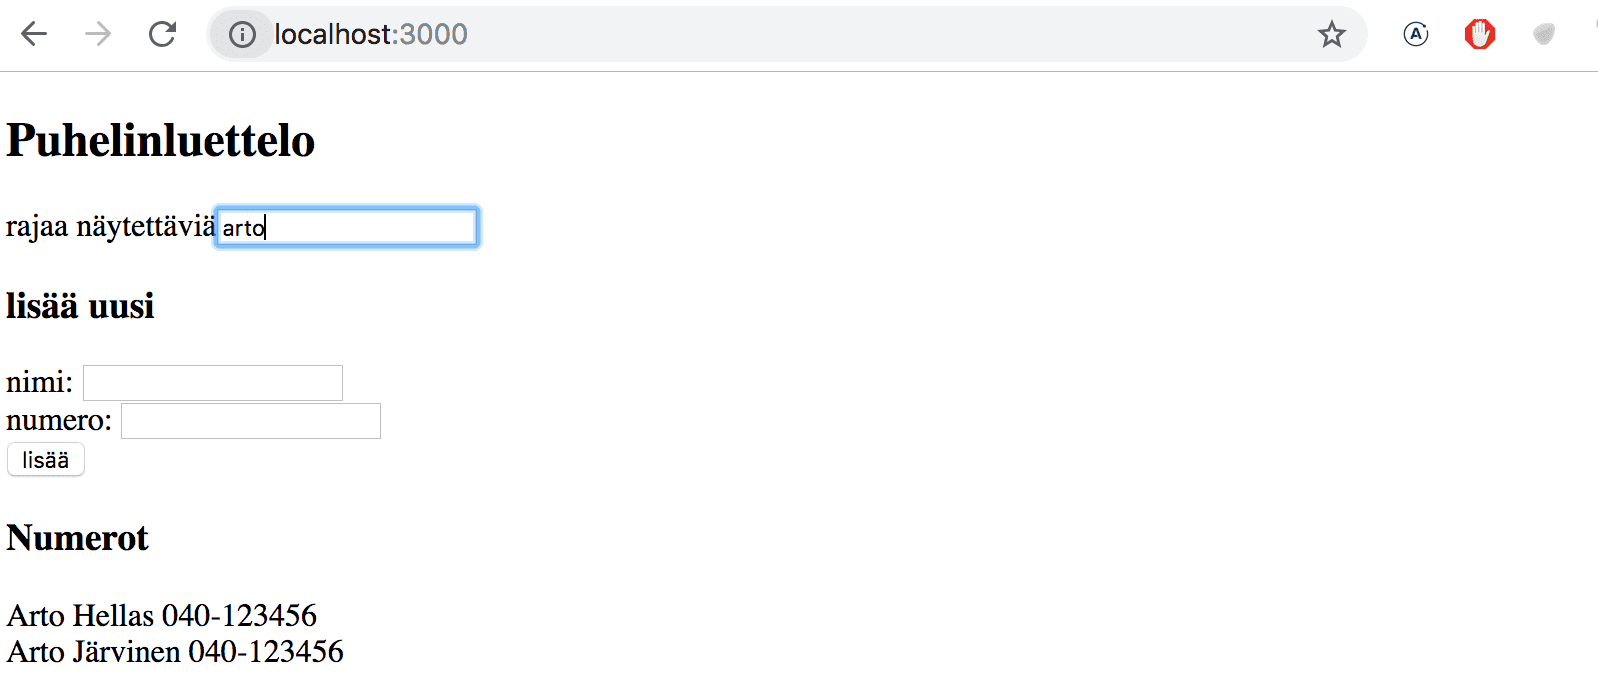 localhost:3000
A
Puhelinluettelo
rajaa näytettäviä arto
lisää uusi
nimi:
numero:
lisää
Numerot
Arto Hellas 040-123456
Arto Järvinen 040-123456